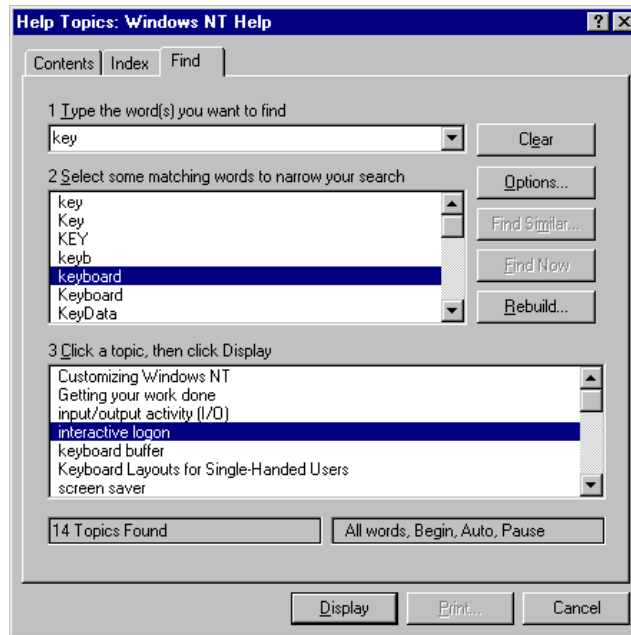 Help Topics: Windows NT Help
Contents Index Find
1 Type the word(s) you want to find
key
Clear
2 Select some matching words to narrow your search
Options...
key
Key
KEY
keyb
keyboard
Keyboard
KeyData
Find Similar...
Find Now
Rebuild...
3 Click a topic, then click Display
Customizing Windows NT
Getting your work done
input/output activity (I/O)
interactive logon
keyboard buffer
Keyboard Layouts for Single-Handed Users
screen saver
14 Topics Found All words, Begin, Auto, Pause
Display Print... Cancel